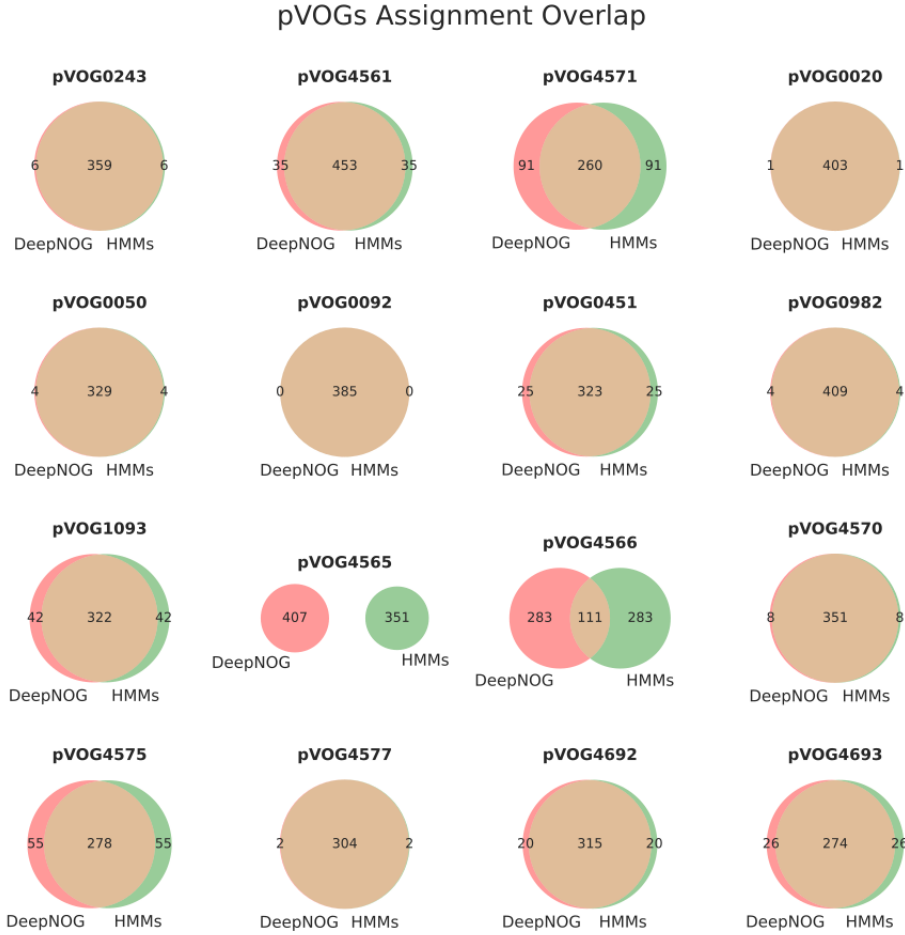 pVOGs Assignment Overlap
pVOG0243 pVOG4561 pVOG4571 pVOG0020
6 359 6 35 453 35 91 260 91 1 403 1
DeepNOG HMMs DeepNOG HMMs DeepNOG HMMs DeepNOG HMMs
pVOG0050 pVOG0092 pVOG0451 pVOG0982
4 329 4 0 385 0 25 323 25 4 409 4
DeepNOG HMMs DeepNOG HMMs DeepNOG HMMs DeepNOG HMMs
pVOG1093 pVOG4565 pVOG4566 pVOG4570
42 322 42 407 351 283 111 283 8 351 8
DeepNOG HMMs DeepNOG HMMs DeepNOG HMMs DeepNOG HMMs
pVOG4575 pVOG4577 pVOG4692 pVOG4693
55 278 55 2 304 2 20 315 20 26 274 26
DeepNOG HMMs DeepNOG HMMs DeepNOG HMMs DeepNOG HMMs